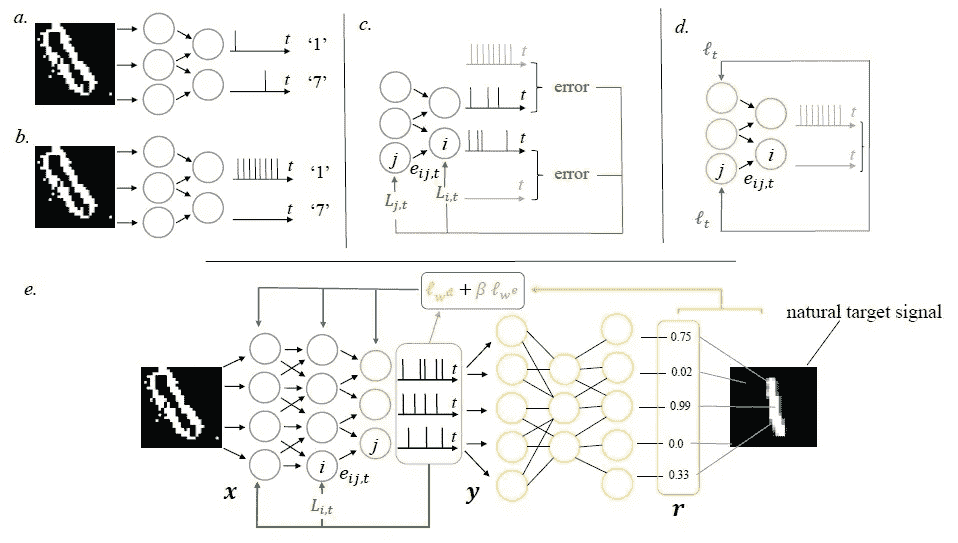 a.
t '1'
t '7'
b.
t '1'
t '7'
c.
t
t error
i t
j e_{ij,t} error
L_{j,t} L_{i,t} t
d.
ℓ_t
t
j i t
e_{ij,t}
ℓ_t
e.
ℓ_{w^d} + β ℓ_{w^e}
natural target signal
t 0.75
0.02
t 0.99
j t 0.0
i e_{ij,t} 0.33
x L_{i,t} y r